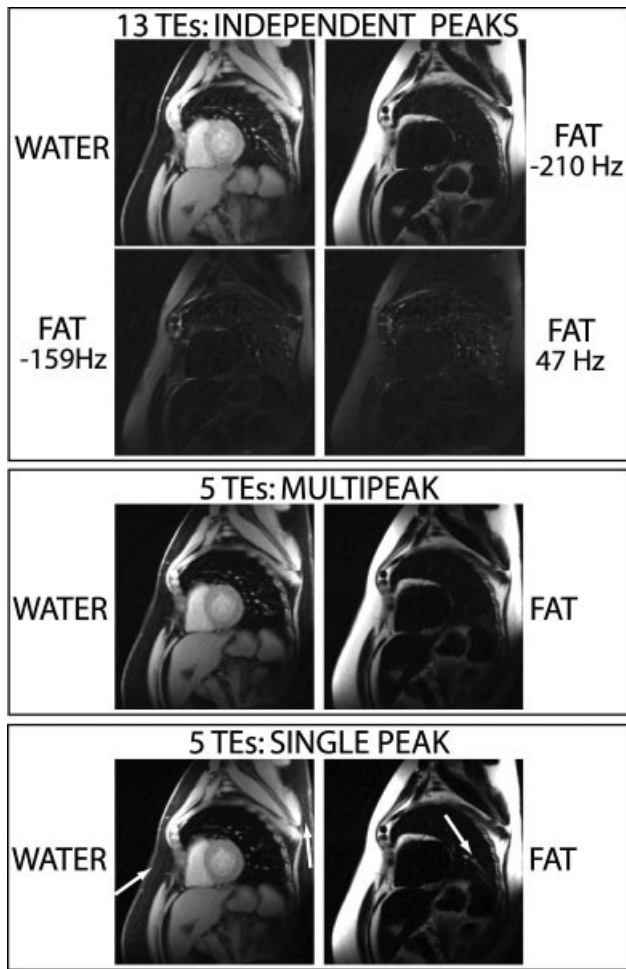 13 TEs: INDEPENDENT PEAKS
WATER
FAT
-210 Hz
FAT
-159Hz
FAT
47 Hz
5 TEs: MULTIPEAK
WATER
FAT
5 TEs: SINGLE PEAK
WATER
FAT